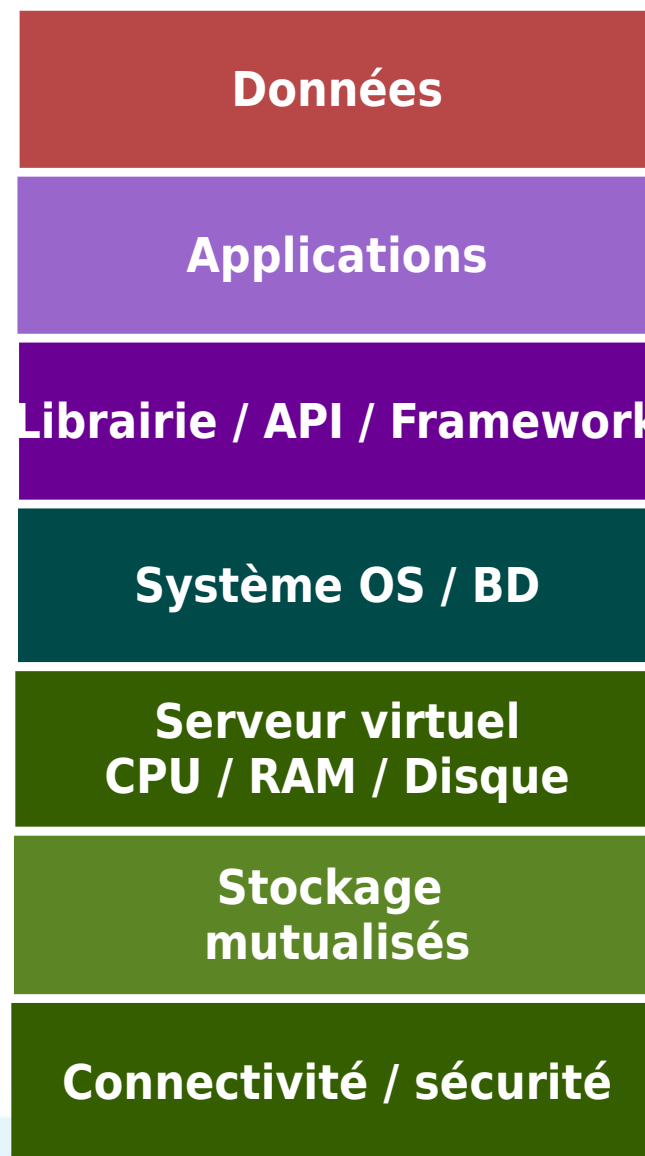 Données
Applications
Librairie / API / Framework
Système OS / BD
Serveur virtuel
CPU / RAM / Disque
Stockage
mutualisés
Connectivité / sécurité